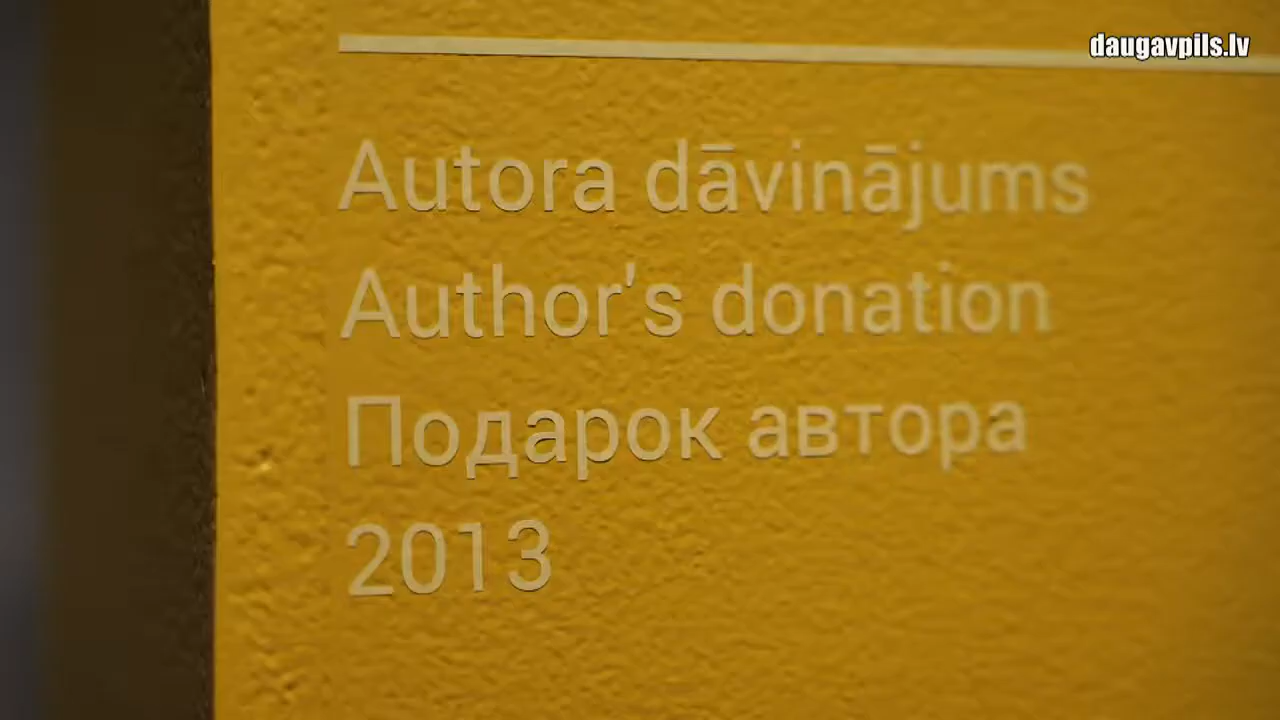 daugavpils.lv
Autora dāvinājums
Author's donation
Подарок автора
2013